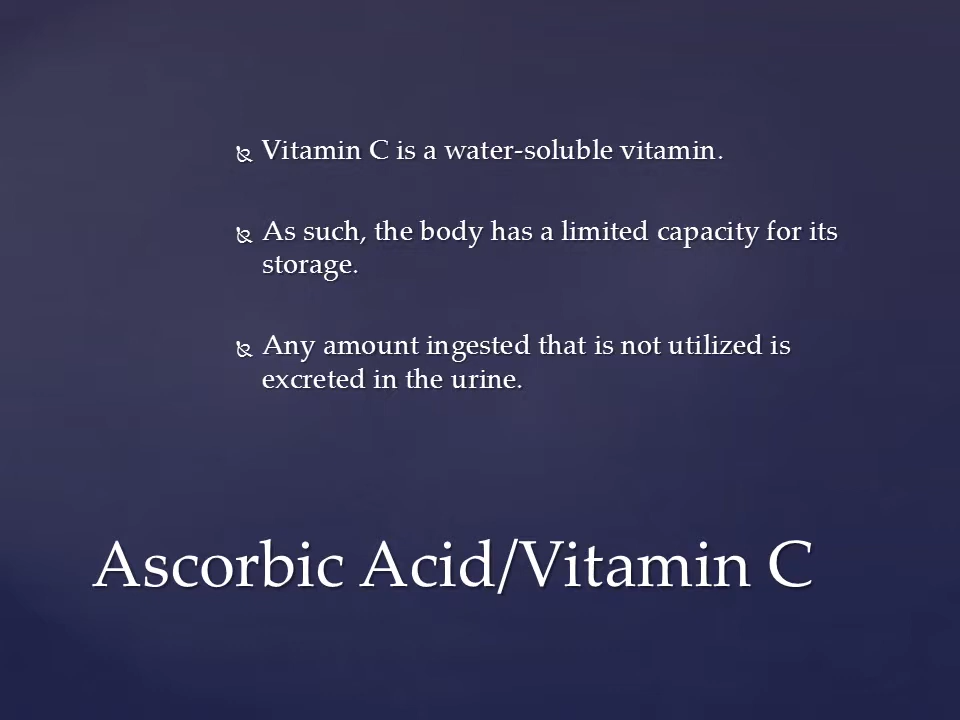 Vitamin C is a water-soluble vitamin.
As such, the body has a limited capacity for its
storage.
Any amount ingested that is not utilized is
excreted in the urine.
Ascorbic Acid/Vitamin C